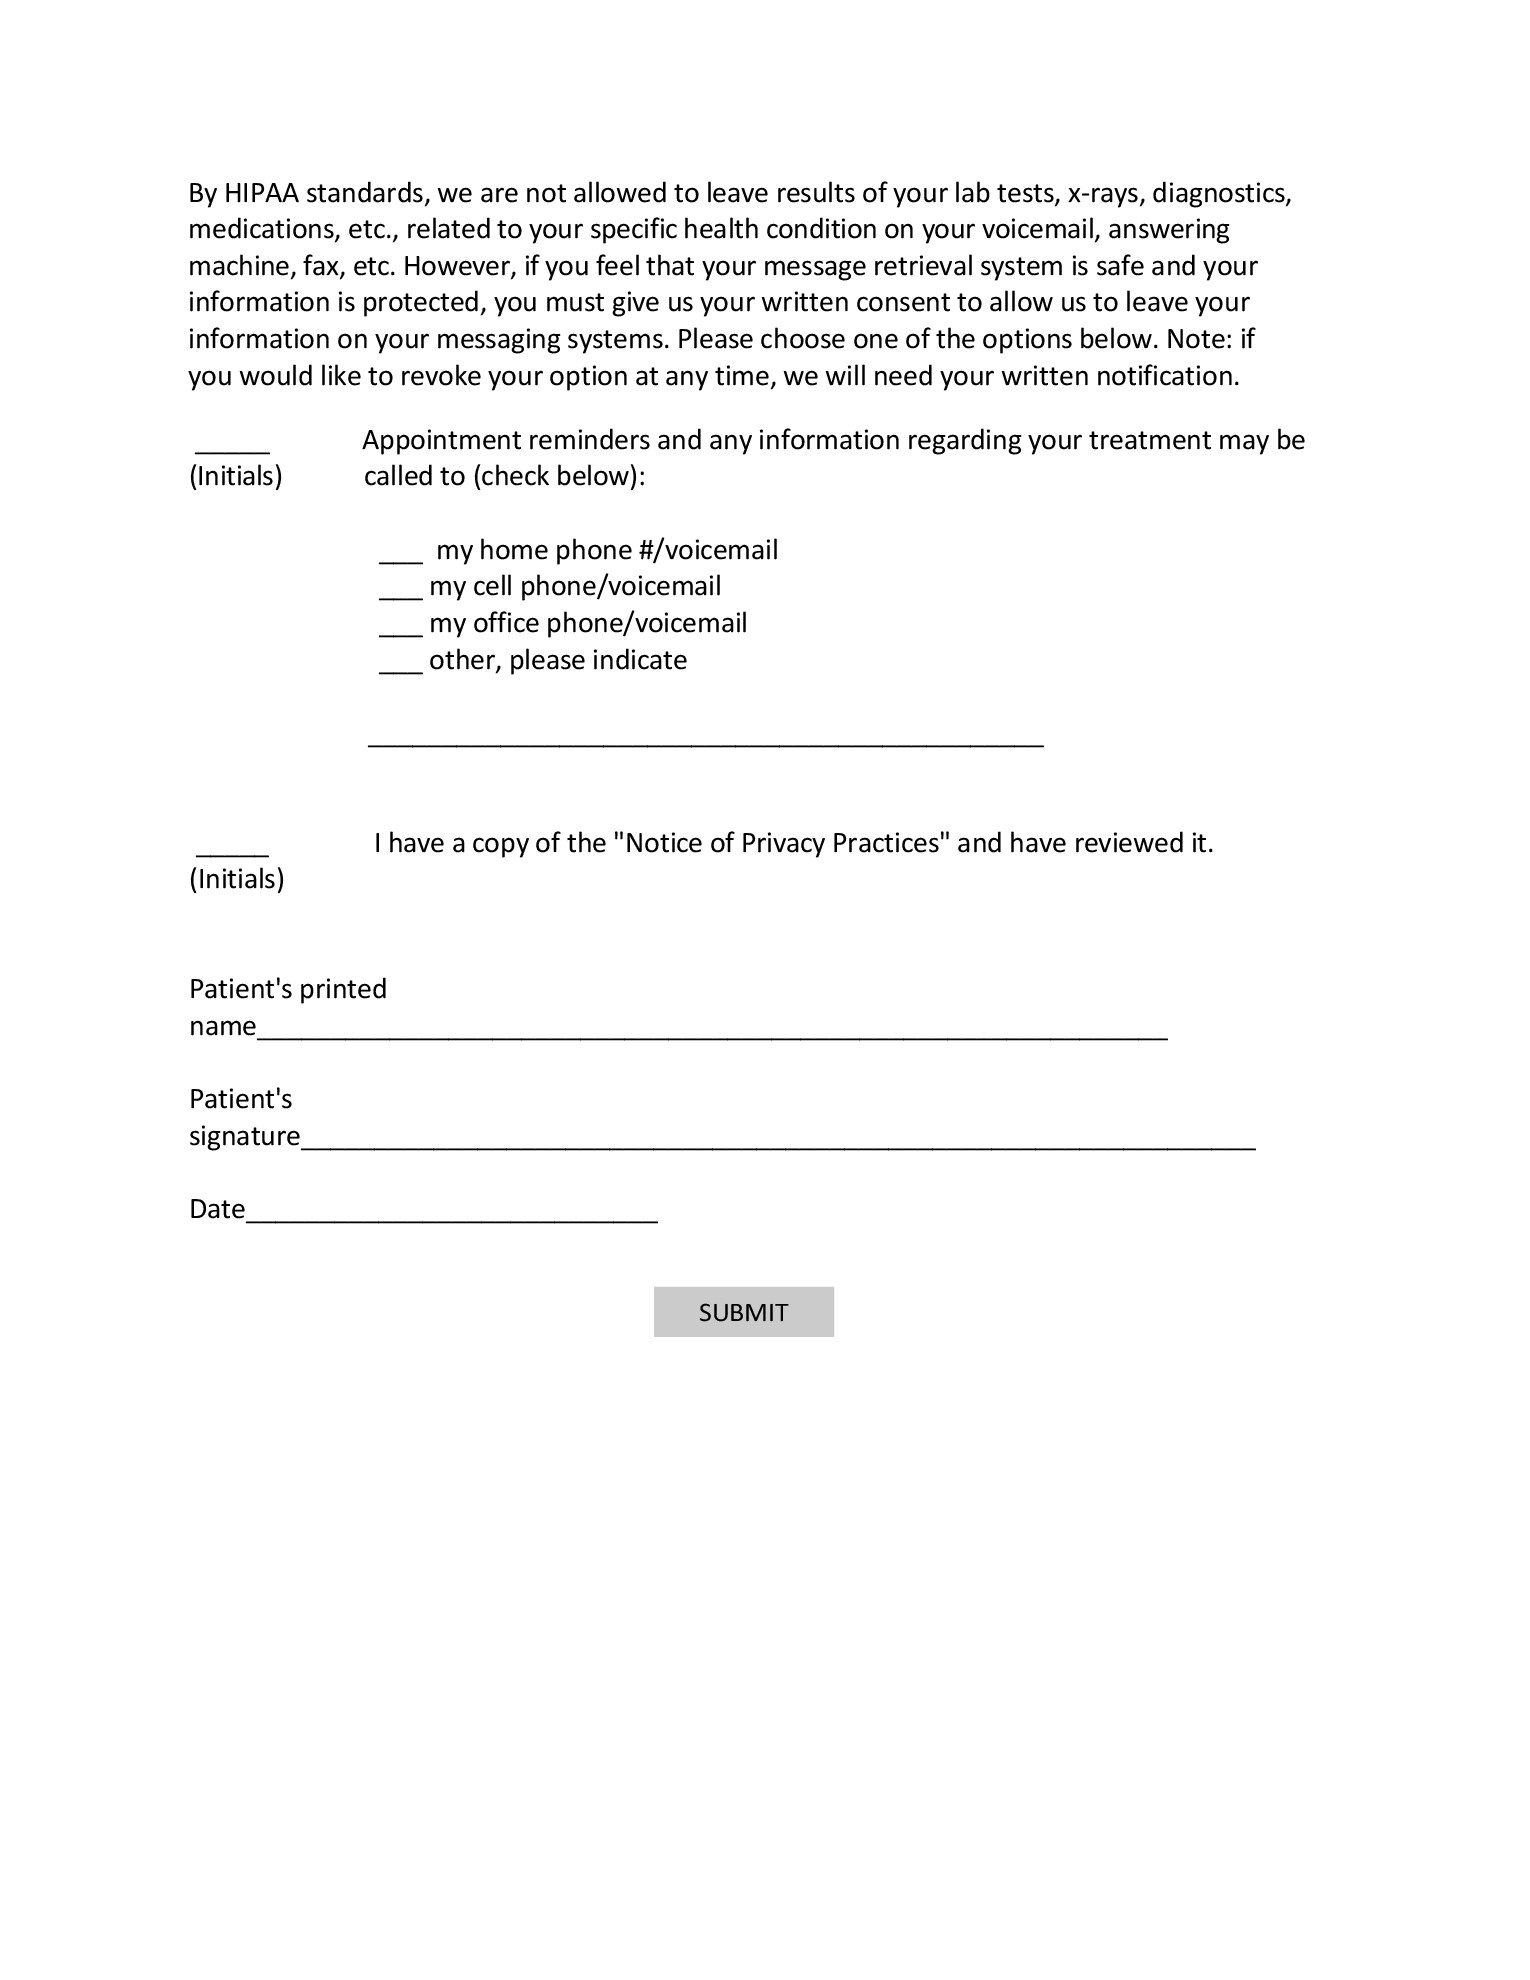 By HIPAA standards, we are not allowed to leave results of your lab tests, x-rays, diagnostics,
medications, etc., related to your specific health condition on your voicemail, answering
machine, fax, etc. However, if you feel that your message retrieval system is safe and your
information is protected, you must give us your written consent to allow us to leave your
information on your messaging systems. Please choose one of the options below. Note: if
you would like to revoke your option at any time, we will need your written notification.
_____ Appointment reminders and any information regarding your treatment may be
(Initials) called to (check below):
___ my home phone #/voicemail
___ my cell phone/voicemail
___ my office phone/voicemail
___ other, please indicate
______________________________________________
_____ I have a copy of the "Notice of Privacy Practices" and have reviewed it.
(Initials)
Patient's printed
name______________________________________________________________
Patient's
signature_________________________________________________________________
Date____________________________
SUBMIT